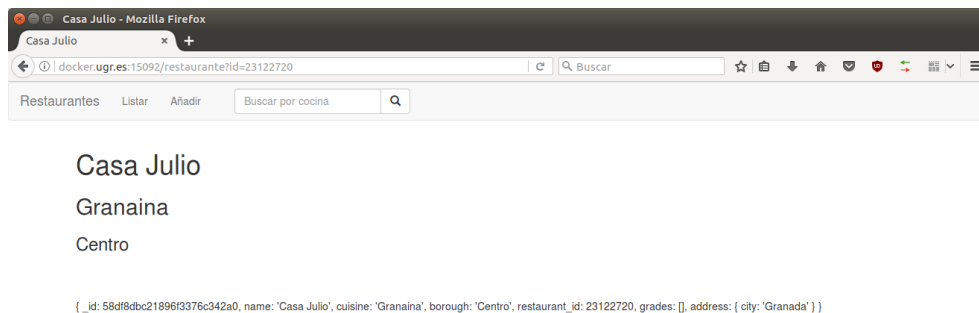 Casa Julio - Mozilla Firefox
Casa Julio
docker.ugr.es:15092/restaurante?id=23122720
Buscar
Restaurantes Listar Añadir Buscar por cocina
Casa Julio
Granaina
Centro
{ _id: 58df8dbc21896f3376c342a0, name: 'Casa Julio', cuisine: 'Granaina', borough: 'Centro', restaurant_id: 23122720, grades: [], address: { city: 'Granada' } }